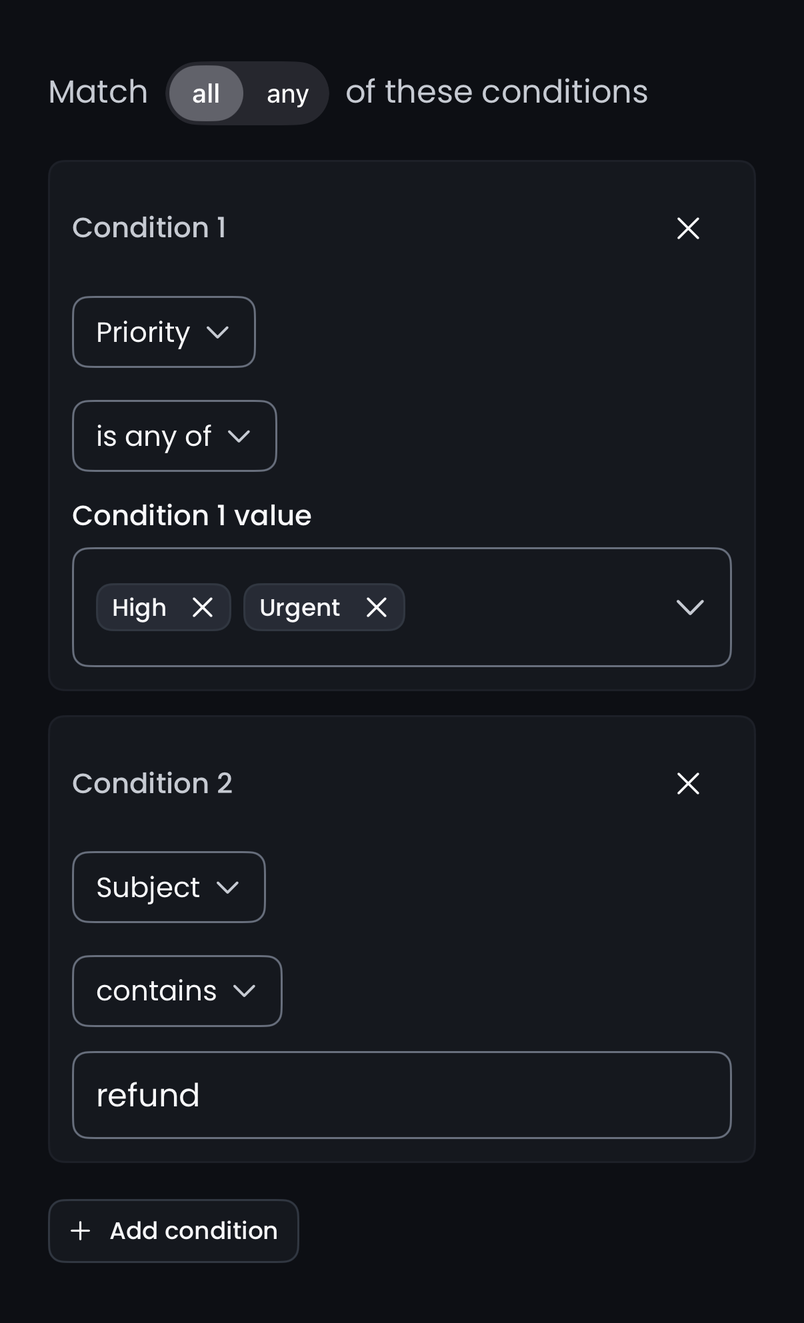 Match all any of these conditions
Condition 1
Priority
is any of
Condition 1 value
High Urgent
Condition 2
Subject
contains
refund
Add condition